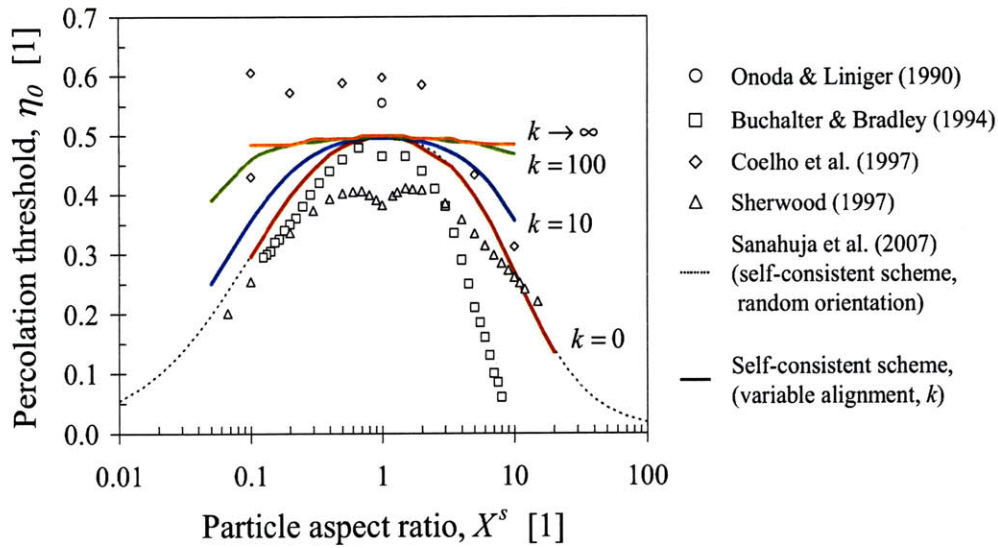 0.7
0.6
0.5
0.4
0.3
0.2
0.1
0.0
Percolation threshold, η₀ [1]
0.01
0.1
1
10
100
Particle aspect ratio, Xˢ [1]
k → ∞
k = 100
k = 10
k = 0
Onoda & Liniger (1990)
Buchalter & Bradley (1994)
Coelho et al. (1997)
Sherwood (1997)
Sanahuja et al. (2007)
(self-consistent scheme,
random orientation)
Self-consistent scheme,
(variable alignment, k)